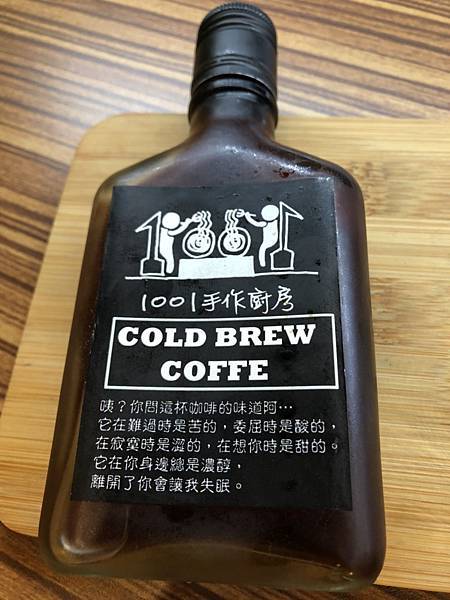 1001手作廚房
COLD BREW
COFFE
咦？你問這杯咖啡的味道阿…
它在難過時是苦的，委屈時是酸的，
在寂寞時是澀的，在想你時是甜的。
它在你身邊總是濃醇，
離開了你會讓我失眠。